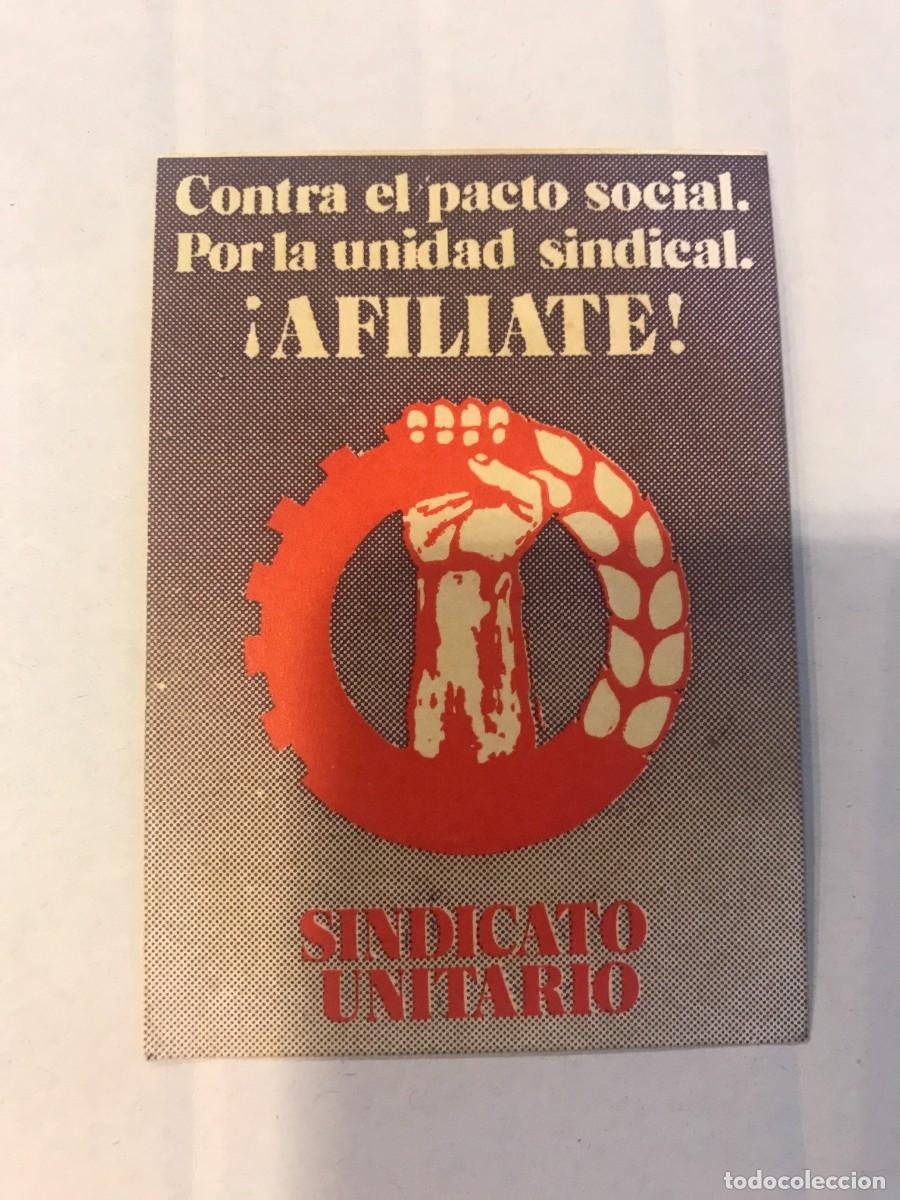 Contra el pacto social.
Por la unidad sindical.
¡AFILIATE!
SINDICATO
UNITARIO
todocoleccion